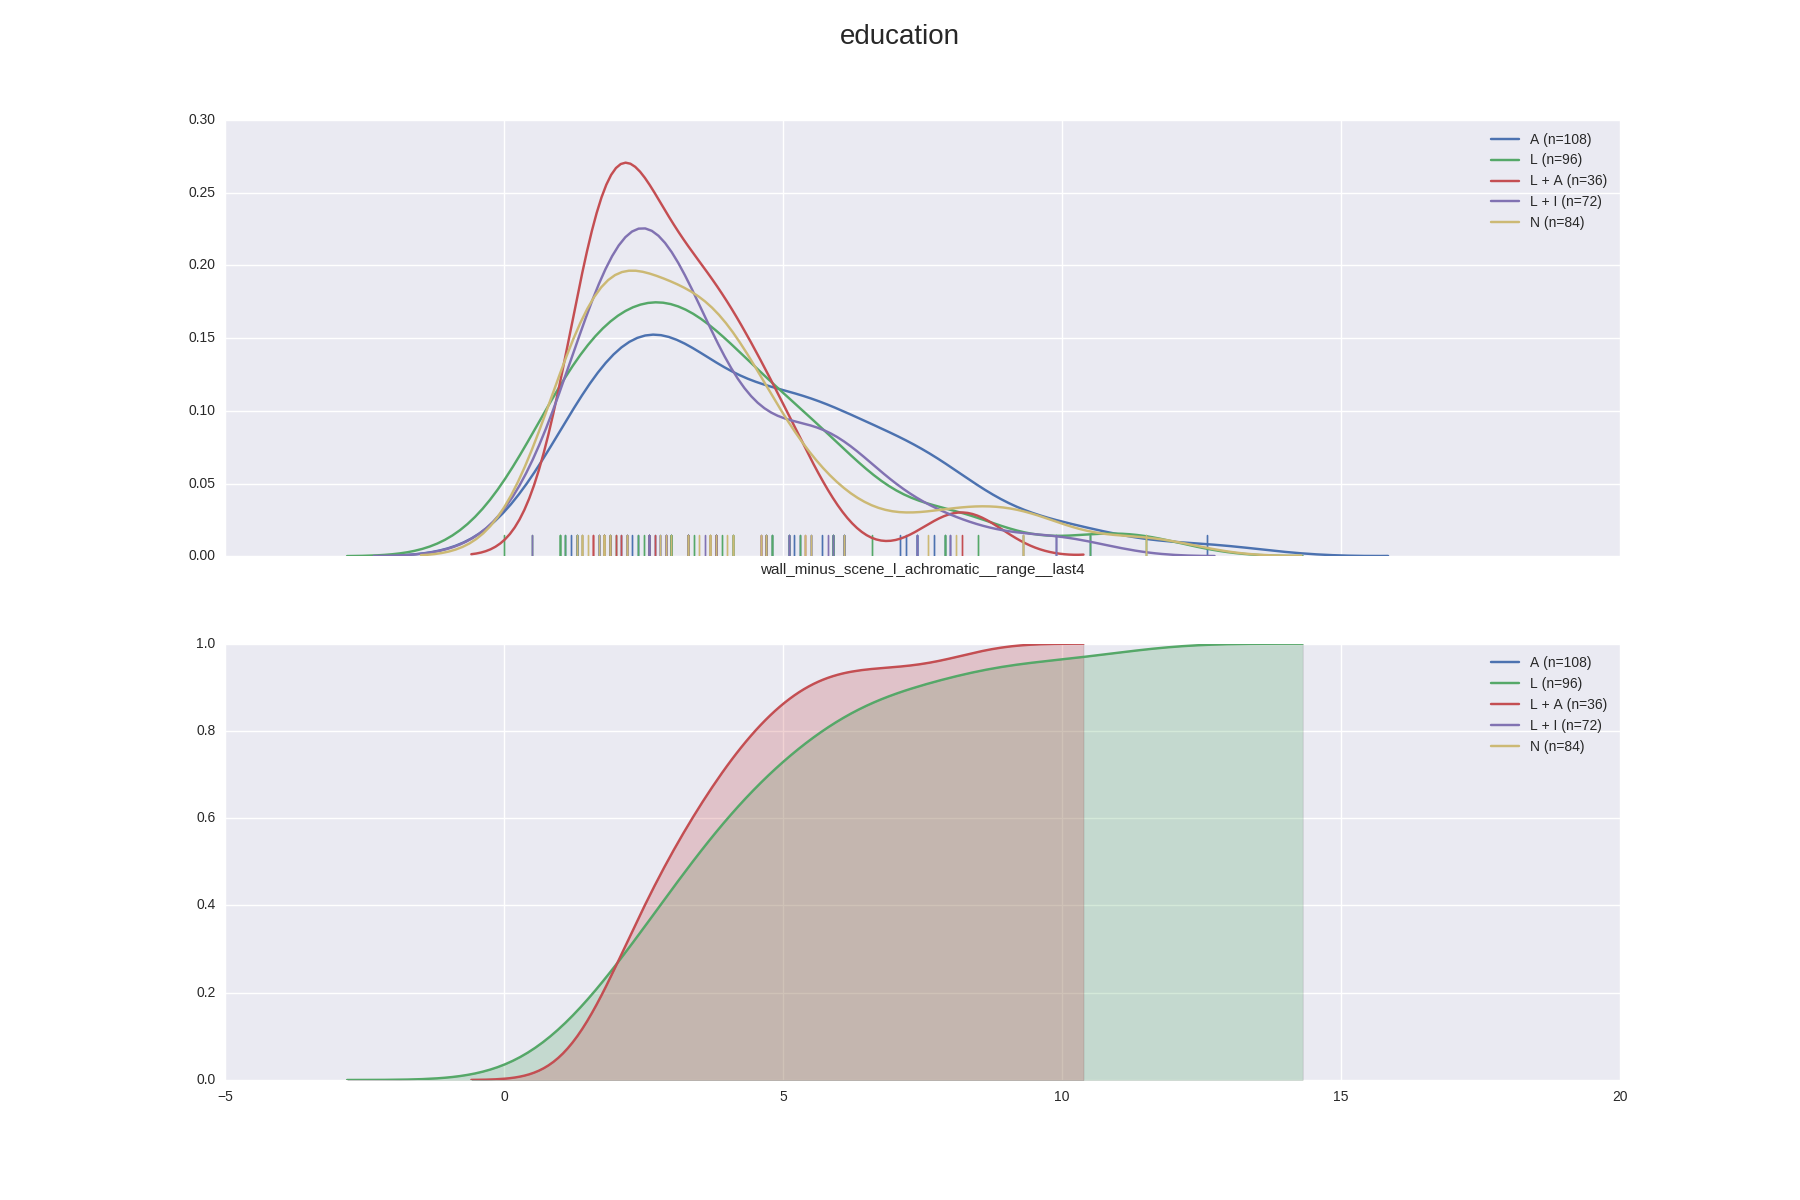 education
0.30
0.25
0.20
0.15
0.10
0.05
0.00
A (n=108)
L (n=96)
L + A (n=36)
L + I (n=72)
N (n=84)
wall_minus_scene_l_achromatic__range__last4
1.0
0.8
0.6
0.4
0.2
0.0
A (n=108)
L (n=96)
L + A (n=36)
L + I (n=72)
N (n=84)
−5 0 5 10 15 20